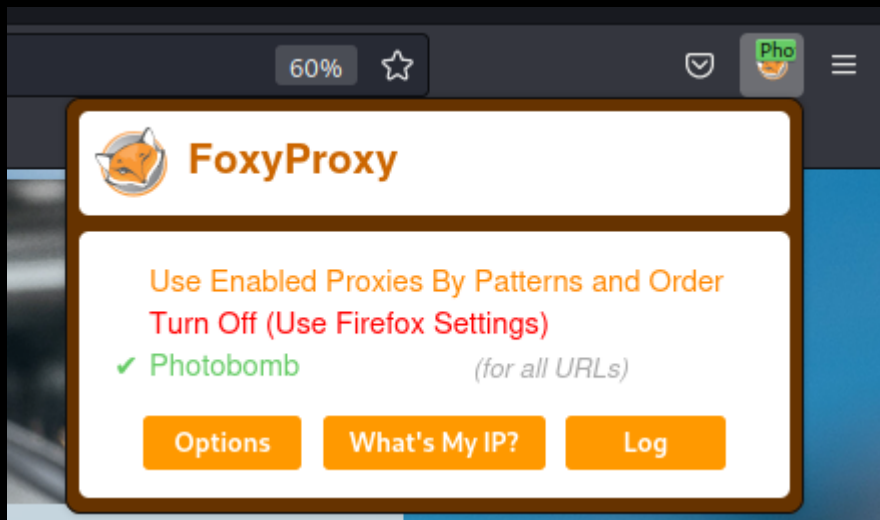 60%
Pho
FoxyProxy
Use Enabled Proxies By Patterns and Order
Turn Off (Use Firefox Settings)
✔ Photobomb (for all URLs)
Options What's My IP? Log